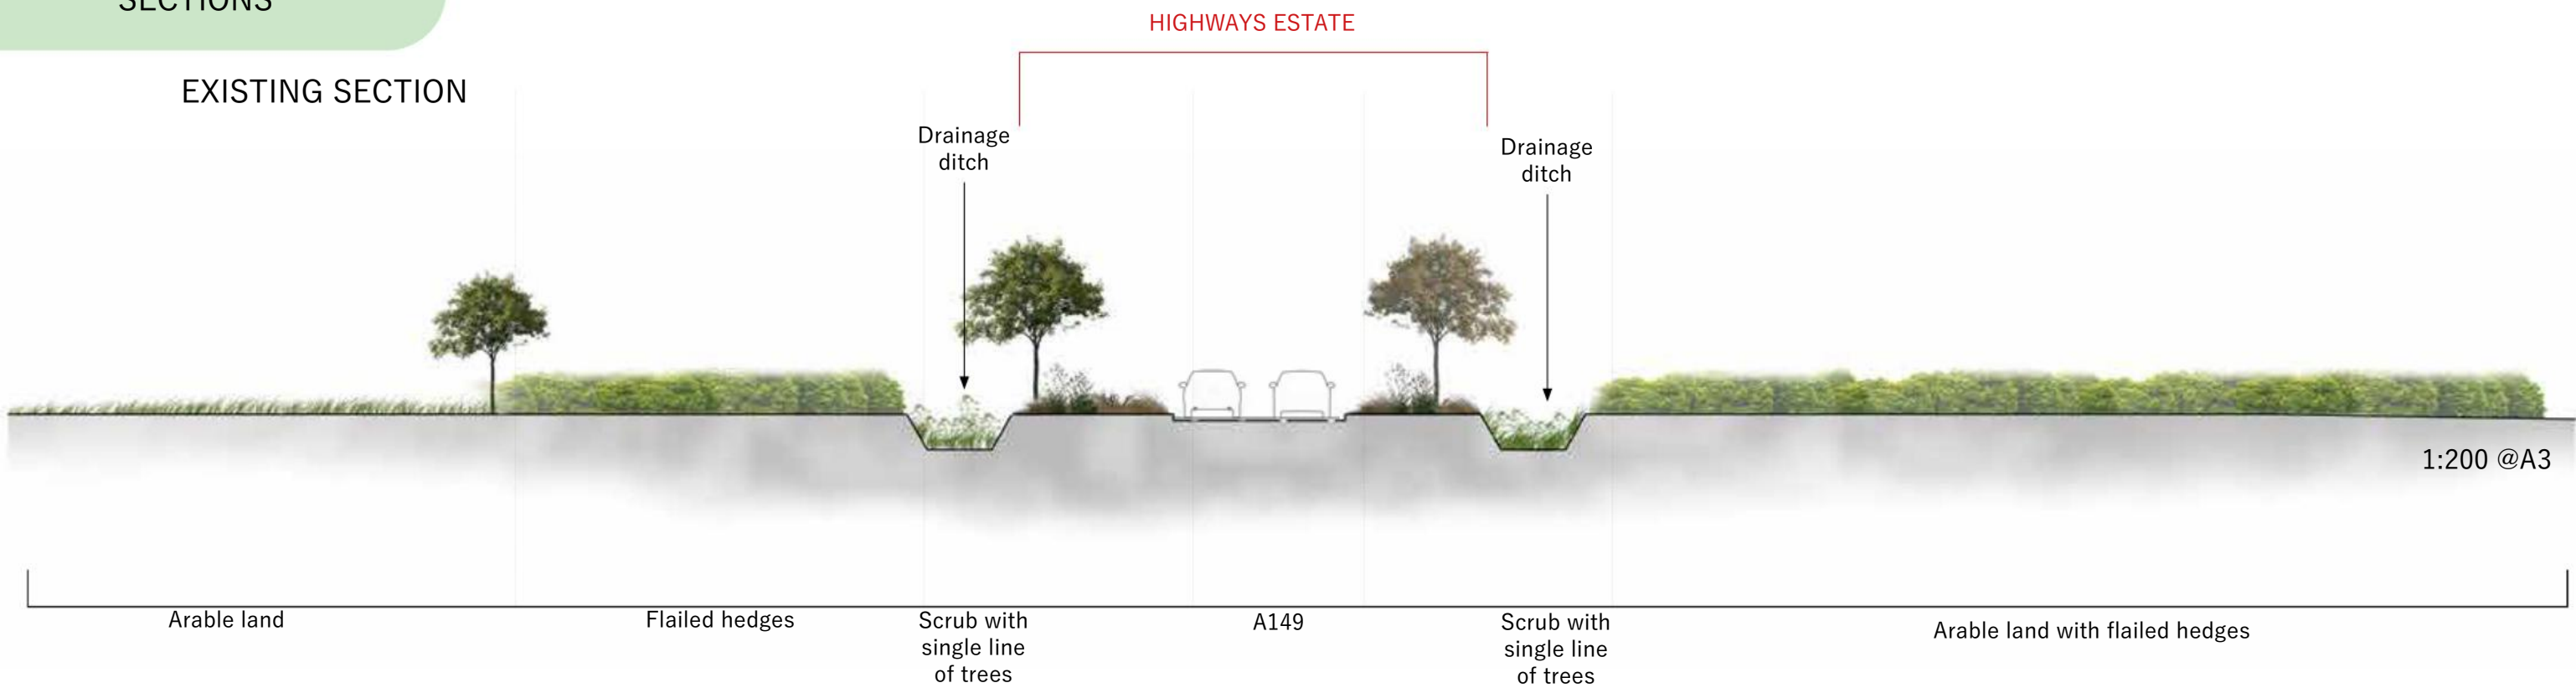 SECTIONS
HIGHWAYS ESTATE
EXISTING SECTION
Drainage
ditch
Drainage
ditch
1:200 @A3
Arable land
Flailed hedges
Scrub with
single line
of trees
A149
Scrub with
single line
of trees
Arable land with flailed hedges